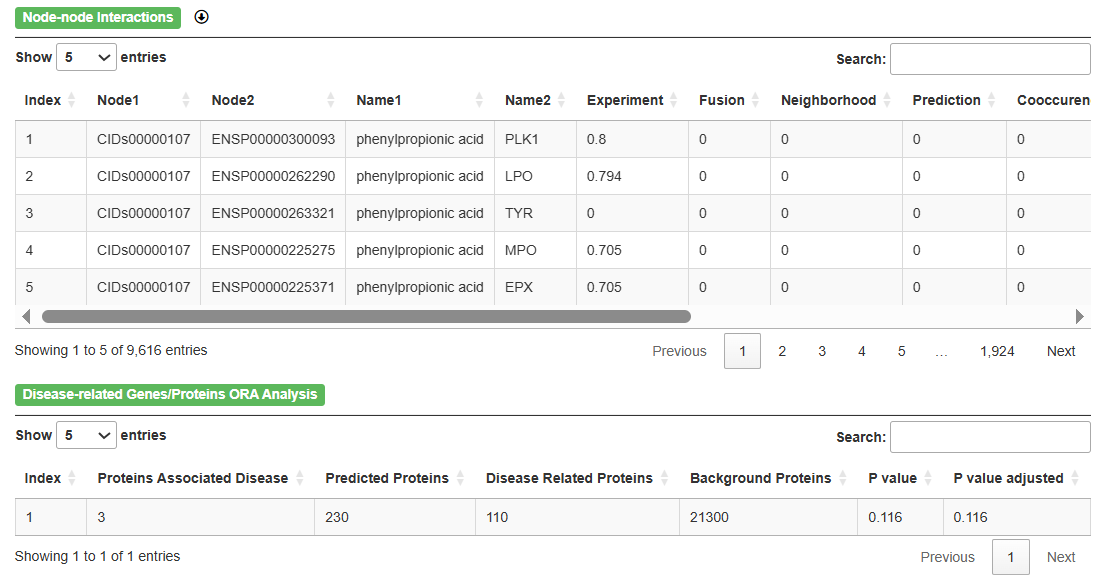 Node-node Interactions
Show 5 entries Search:
Index Node1 Node2 Name1 Name2 Experiment Fusion Neighborhood Prediction Cooccuren
1 CIDs00000107 ENSP00000300093 phenylpropionic acid PLK1 0.8 0 0 0 0
2 CIDs00000107 ENSP00000262290 phenylpropionic acid LPO 0.794 0 0 0 0
3 CIDs00000107 ENSP00000263321 phenylpropionic acid TYR 0 0 0 0 0
4 CIDs00000107 ENSP00000225275 phenylpropionic acid MPO 0.705 0 0 0 0
5 CIDs00000107 ENSP00000225371 phenylpropionic acid EPX 0.705 0 0 0 0
Showing 1 to 5 of 9,616 entries Previous 1 2 3 4 5 … 1,924 Next
Disease-related Genes/Proteins ORA Analysis
Show 5 entries Search:
Index Proteins Associated Disease Predicted Proteins Disease Related Proteins Background Proteins P value P value adjusted
1 3 230 110 21300 0.116 0.116
Showing 1 to 1 of 1 entries Previous 1 Next